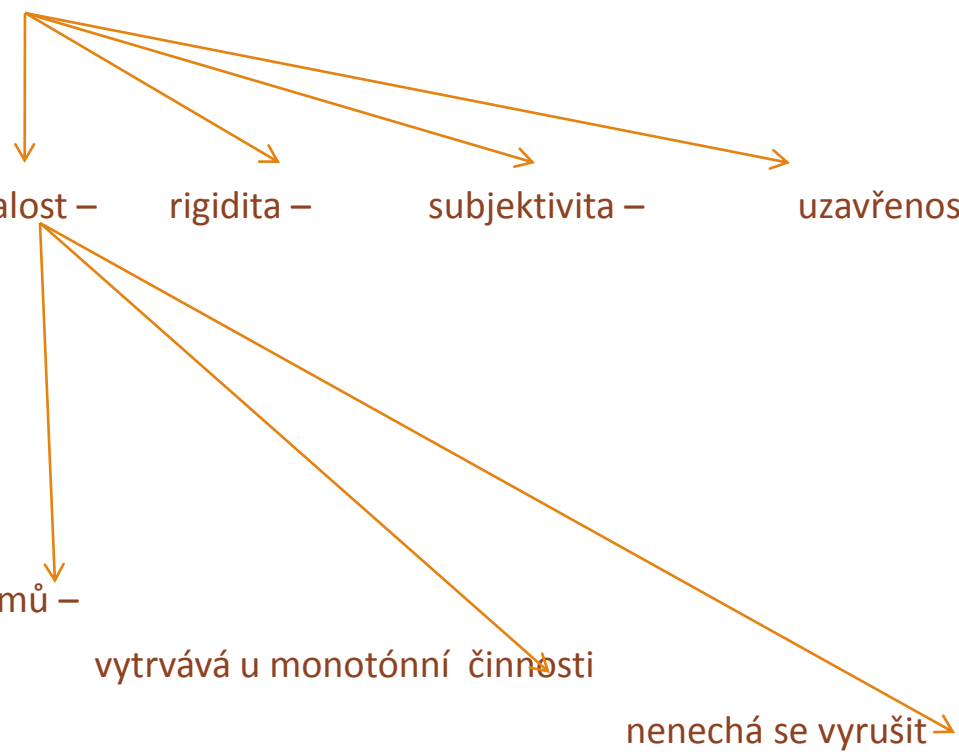 alost – rigidita – subjektivita – uzavřenos
mů –
vytrvává u monotónní činnosti
nenechá se vyrušit